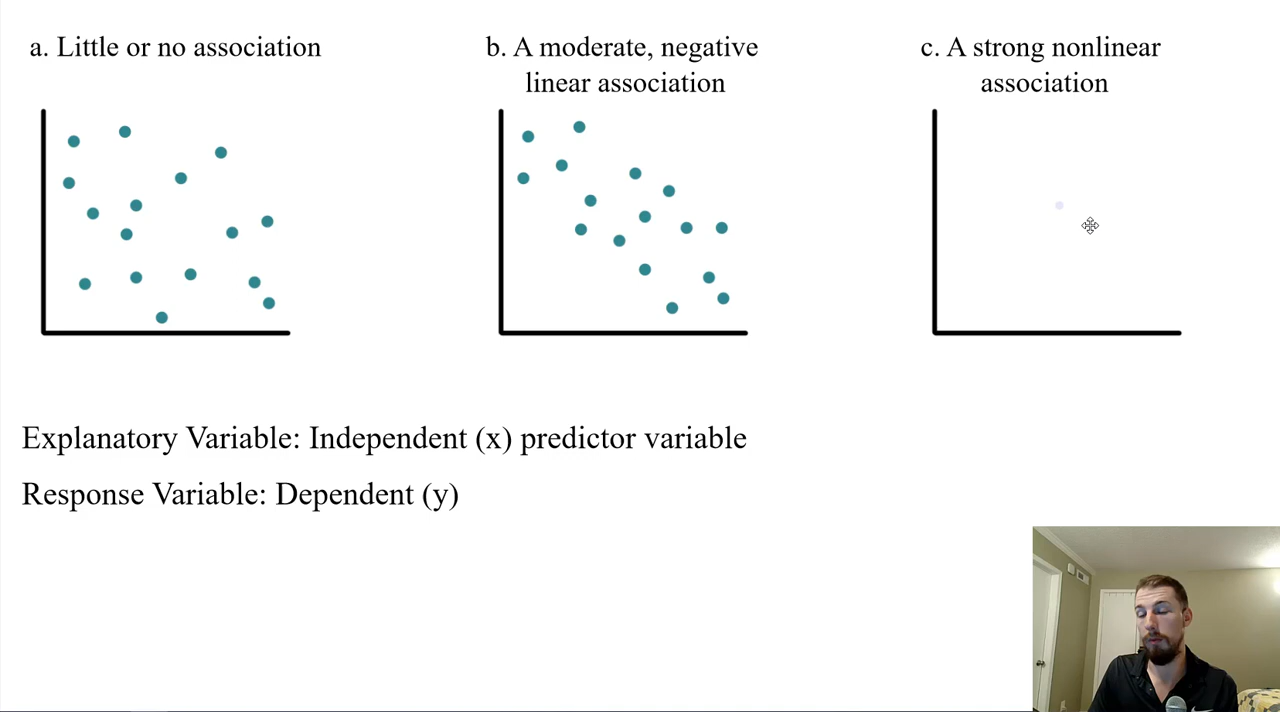 a. Little or no association
b. A moderate, negative
linear association
c. A strong nonlinear
association
Explanatory Variable: Independent (x) predictor variable
Response Variable: Dependent (y)